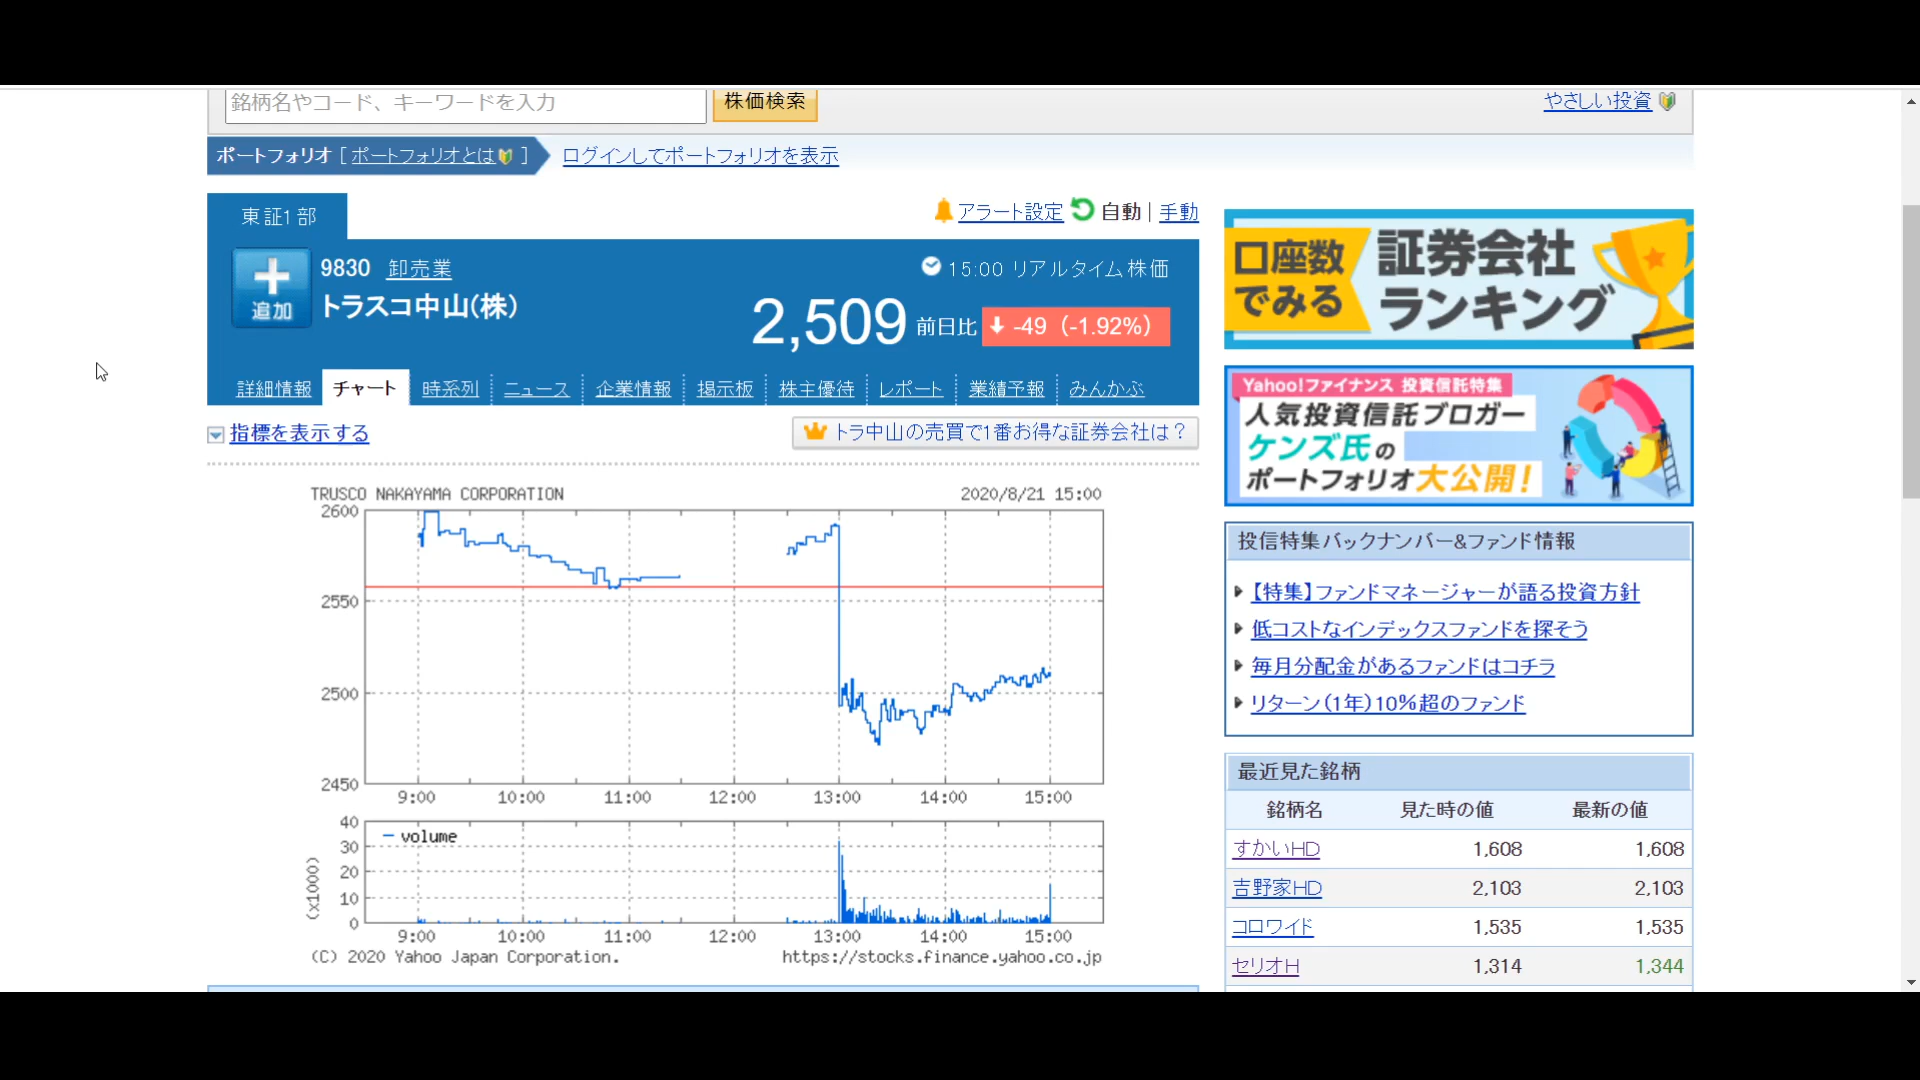 銘柄名やコード、キーワードを入力 株価検索 やさしい投資
ポートフォリオ [ ポートフォリオとは ] ログインしてポートフォリオを表示
東証1部 アラート設定 自動 | 手動
追加
9830 卸売業
トラスコ中山(株)
15:00 リアルタイム株価
2,509 前日比 -49 (-1.92%)
詳細情報 チャート 時系列 ニュース 企業情報 掲示板 株主優待 レポート 業績予報 みんかぶ
指標を表示する トラ中山の売買で1番お得な証券会社は?
TRUSCO NAKAYAMA CORPORATION 2020/8/21 15:00
2600
2550
2500
2450
9:00 10:00 11:00 12:00 13:00 14:00 15:00
volume
40
30
20
10
0
(x1000)
9:00 10:00 11:00 12:00 13:00 14:00 15:00
(C) 2020 Yahoo Japan Corporation. https://stocks.finance.yahoo.co.jp
口座数でみる
証券会社ランキング
Yahoo!ファイナンス 投資信託特集
人気投資信託ブロガー
ケンズ氏の
ポートフォリオ大公開!
投信特集バックナンバー&ファンド情報
【特集】ファンドマネージャーが語る投資方針
低コストなインデックスファンドを探そう
毎月分配金があるファンドはコチラ
リターン(1年)10%超のファンド
最近見た銘柄
銘柄名 見た時の値 最新の値
すかいHD 1,608 1,608
吉野家HD 2,103 2,103
コロワイド 1,535 1,535
セリオH 1,314 1,344